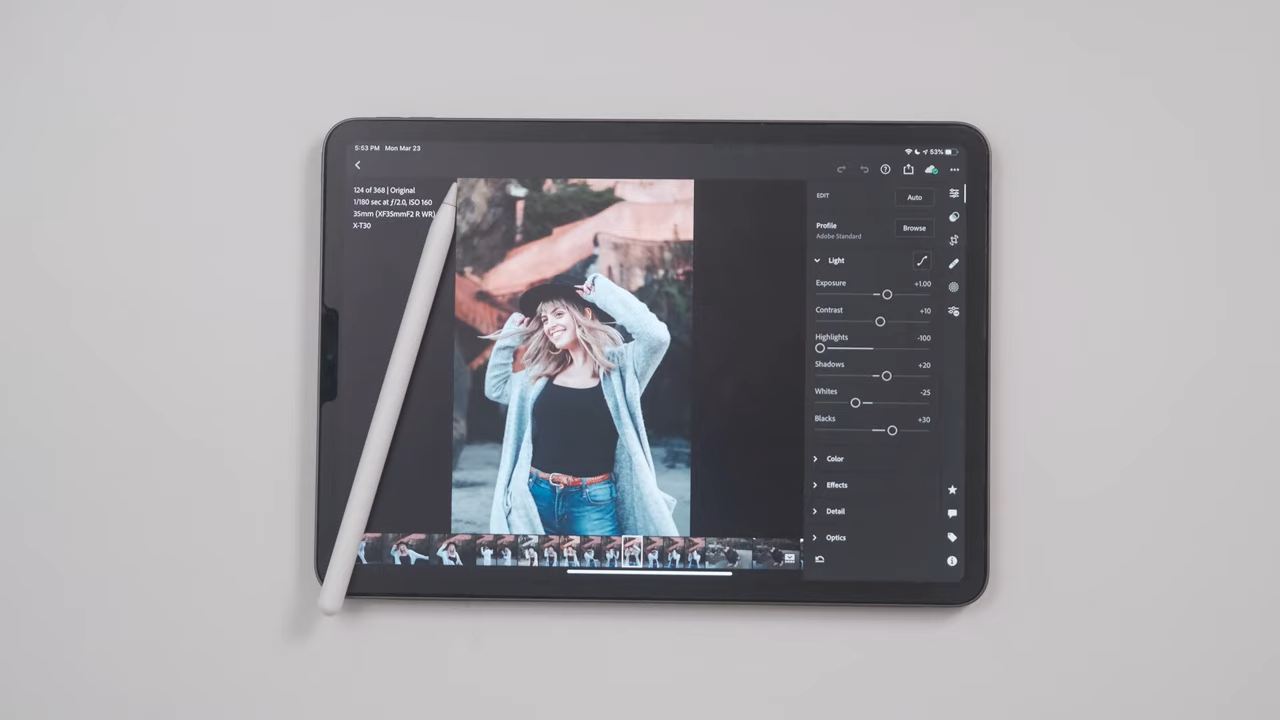 5:53 PM Mon Mar 23
53%
124 of 368 | Original
1/180 sec at ƒ/2.0, ISO 160
35mm (XF35mmF2 R WR)
X-T30
EDIT
Auto
Profile
Adobe Standard
Browse
Light
Exposure +1.00
Contrast +10
Highlights -100
Shadows +20
Whites -25
Blacks +30
Color
Effects
Detail
Optics